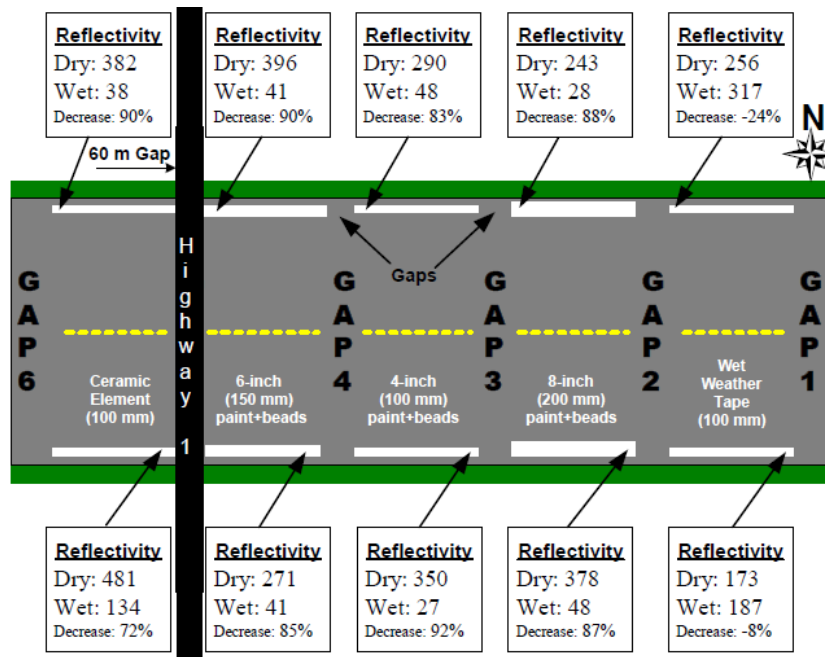 Reflectivity
Dry: 382
Wet: 38
Decrease: 90%
Reflectivity
Dry: 396
Wet: 41
Decrease: 90%
Reflectivity
Dry: 290
Wet: 48
Decrease: 83%
Reflectivity
Dry: 243
Wet: 28
Decrease: 88%
Reflectivity
Dry: 256
Wet: 317
Decrease: -24%
N
60 m Gap
Gaps
GAP6
Highway 1
GAP4
GAP3
GAP2
GAP1
Ceramic
Element
(100 mm)
6-inch
(150 mm)
paint+beads
4-inch
(100 mm)
paint+beads
8-inch
(200 mm)
paint+beads
Wet
Weather
Tape
(100 mm)
Reflectivity
Dry: 481
Wet: 134
Decrease: 72%
Reflectivity
Dry: 271
Wet: 41
Decrease: 85%
Reflectivity
Dry: 350
Wet: 27
Decrease: 92%
Reflectivity
Dry: 378
Wet: 48
Decrease: 87%
Reflectivity
Dry: 173
Wet: 187
Decrease: -8%